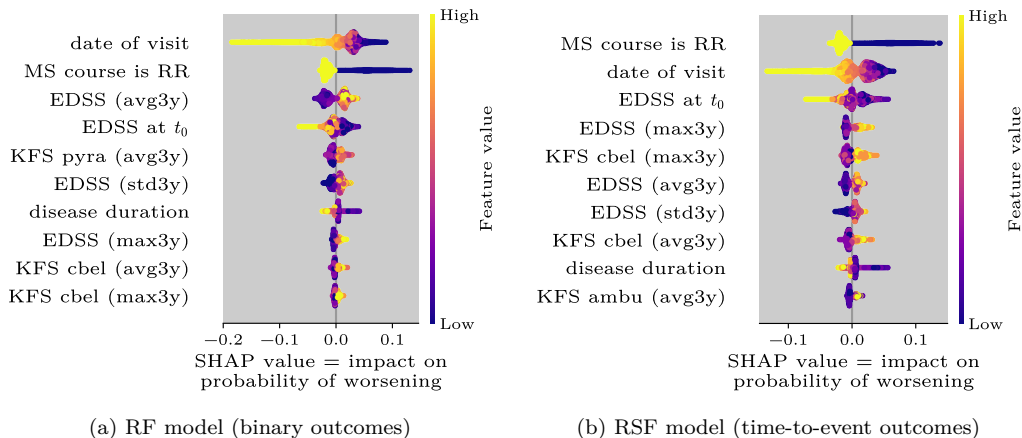 High
date of visit
MS course is RR
EDSS (avg3y)
EDSS at t₀
KFS pyra (avg3y)
EDSS (std3y)
disease duration
EDSS (max3y)
KFS cbel (avg3y)
KFS cbel (max3y)
Low
Feature value
−0.2 −0.1 0.0 0.1
SHAP value = impact on
probability of worsening
(a) RF model (binary outcomes)
High
MS course is RR
date of visit
EDSS at t₀
EDSS (max3y)
KFS cbel (max3y)
EDSS (avg3y)
EDSS (std3y)
KFS cbel (avg3y)
disease duration
KFS ambu (avg3y)
Low
Feature value
−0.1 0.0 0.1
SHAP value = impact on
probability of worsening
(b) RSF model (time-to-event outcomes)